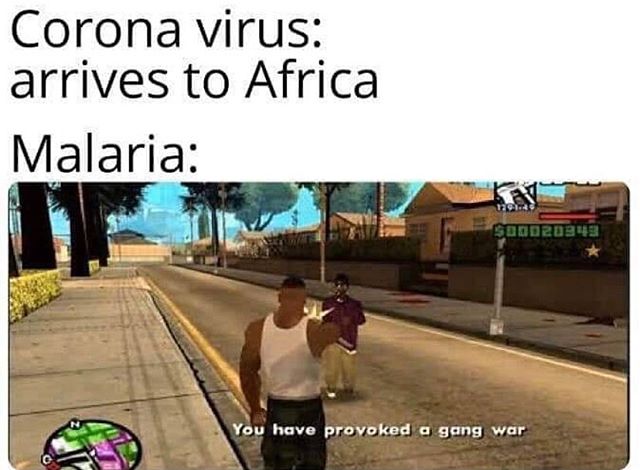 Corona virus:
arrives to Africa
Malaria:
$00020343
You have provoked a gang war
N
G